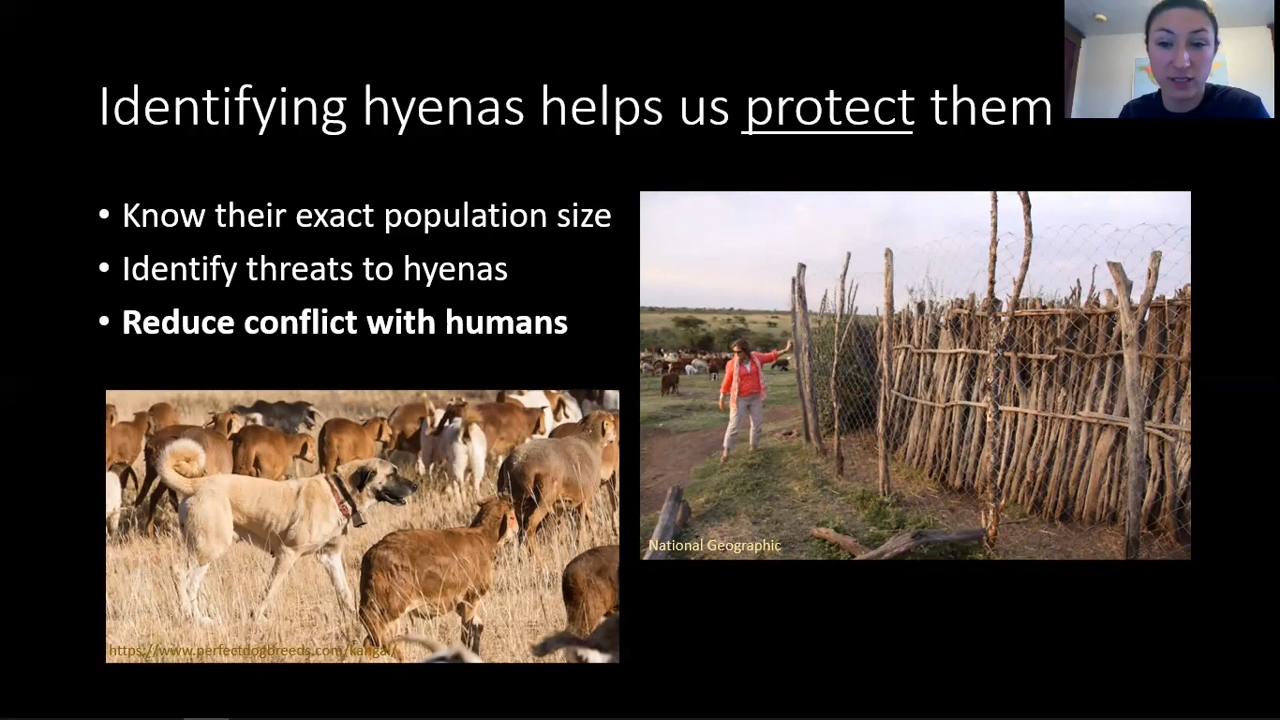 Identifying hyenas helps us protect them
• Know their exact population size
• Identify threats to hyenas
• Reduce conflict with humans
National Geographic
https://www.perfectdogbreeds.com/kangal/